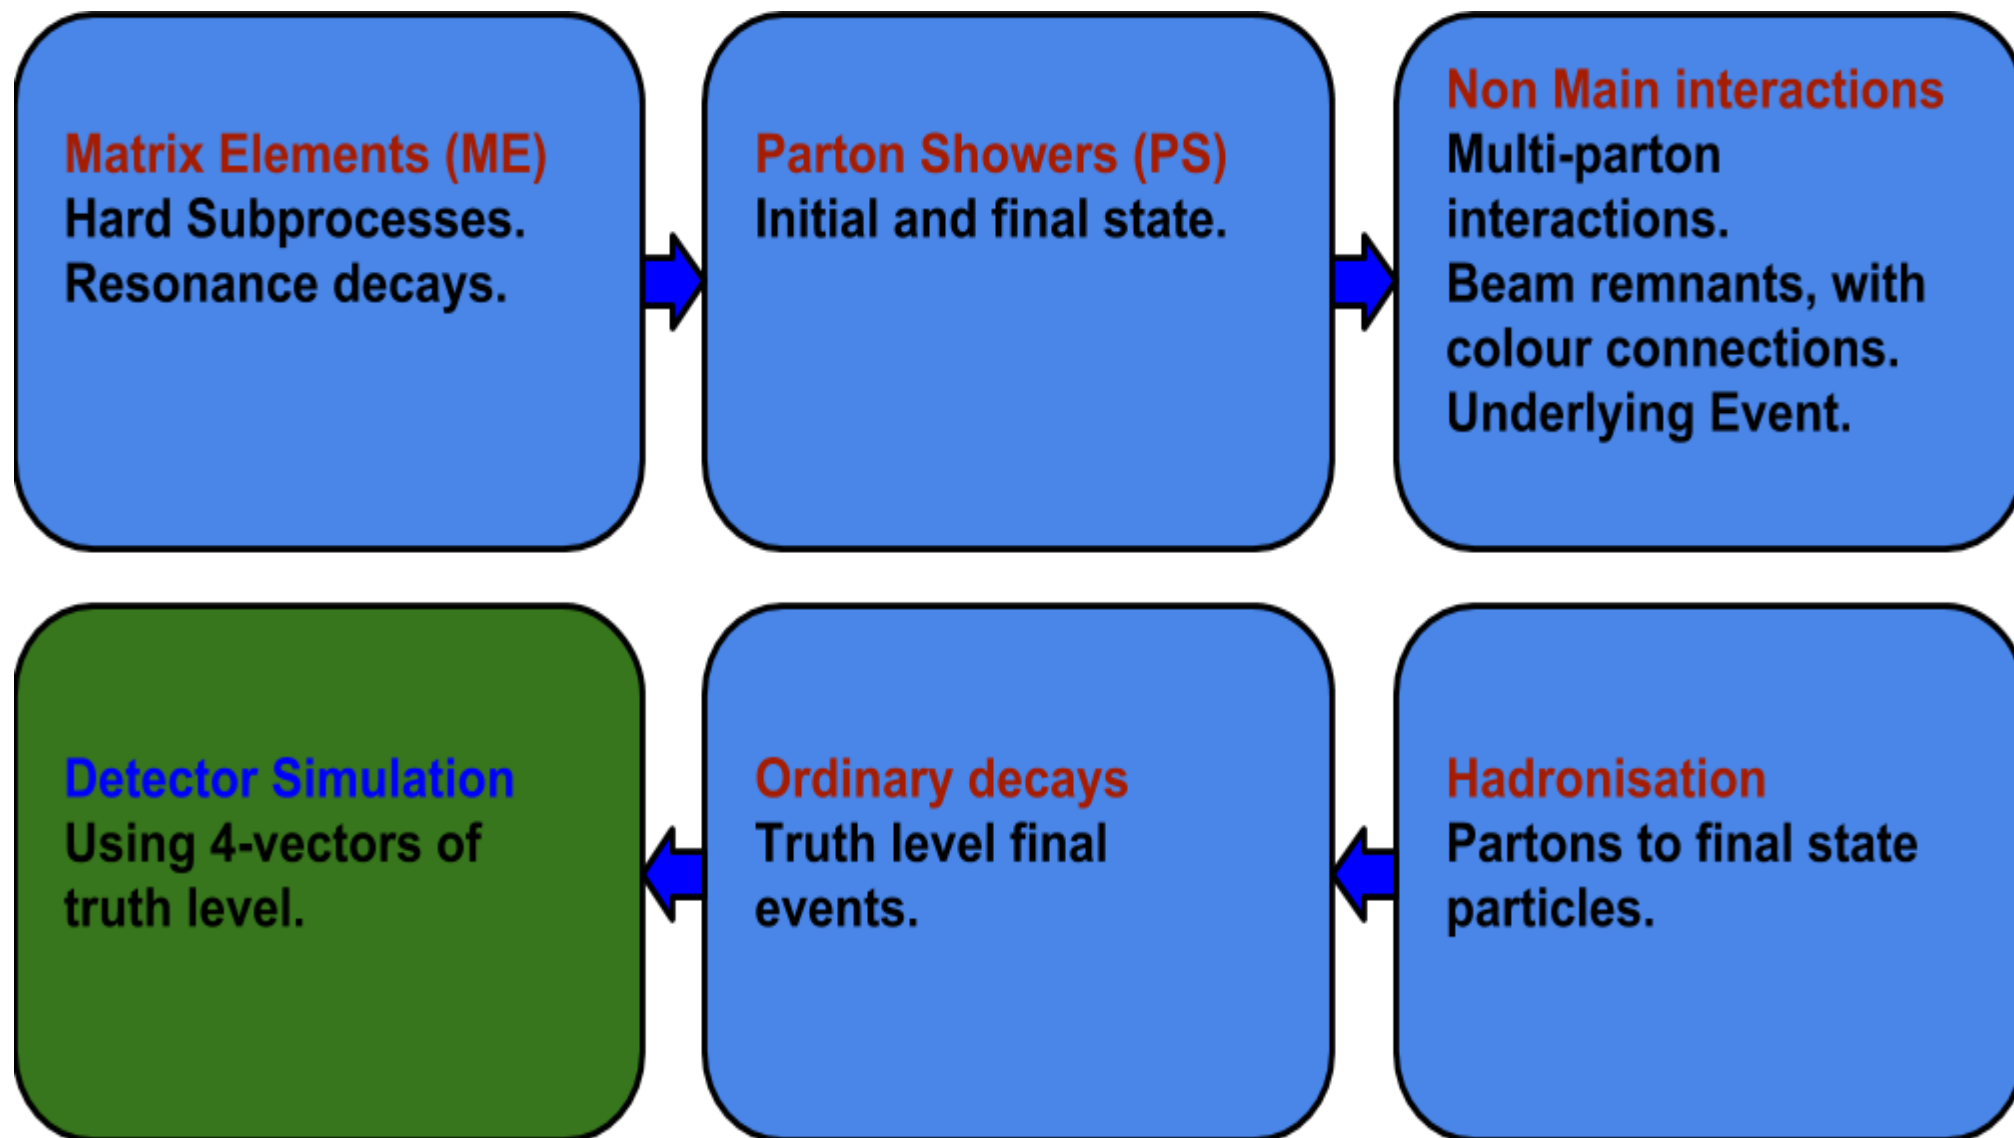 Matrix Elements (ME)
Hard Subprocesses.
Resonance decays.
Parton Showers (PS)
Initial and final state.
Non Main interactions
Multi-parton
interactions.
Beam remnants, with
colour connections.
Underlying Event.
Detector Simulation
Using 4-vectors of
truth level.
Ordinary decays
Truth level final
events.
Hadronisation
Partons to final state
particles.